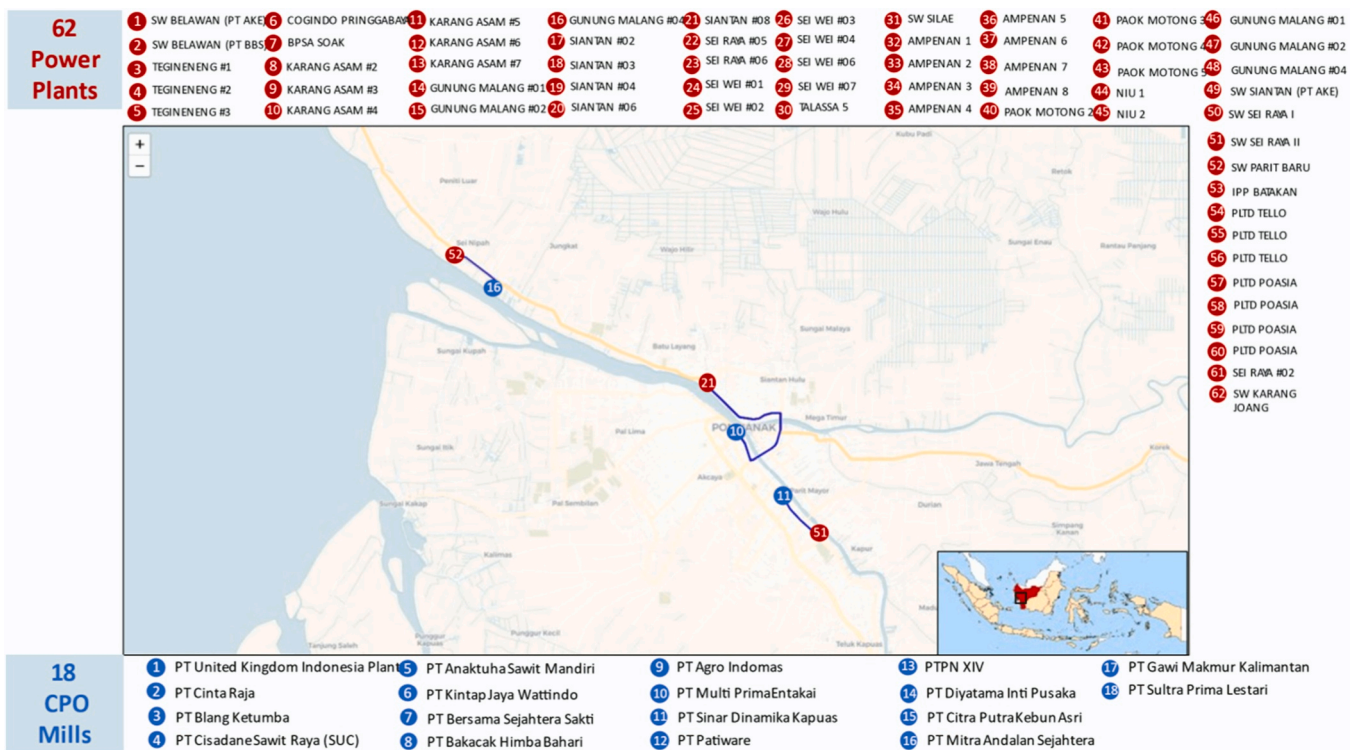 62
Power
Plants
1 SW BELAWAN (PT AKE)
2 SW BELAWAN (PT BBS)
3 TEGINENENG #1
4 TEGINENENG #2
5 TEGINENENG #3
6 COGINDO PRINGGABAYA
7 BPSA SOAK
8 KARANG ASAM #2
9 KARANG ASAM #3
10 KARANG ASAM #4
11 KARANG ASAM #5
12 KARANG ASAM #6
13 KARANG ASAM #7
14 GUNUNG MALANG #01
15 GUNUNG MALANG #02
16 GUNUNG MALANG #04
17 SIANTAN #02
18 SIANTAN #03
19 SIANTAN #04
20 SIANTAN #06
21 SIANTAN #08
22 SEI RAYA #05
23 SEI RAYA #06
24 SEI WEI #01
25 SEI WEI #02
26 SEI WEI #03
27 SEI WEI #04
28 SEI WEI #06
29 SEI WEI #07
30 TALASSA 5
31 SW SILAE
32 AMPENAN 1
33 AMPENAN 2
34 AMPENAN 3
35 AMPENAN 4
36 AMPENAN 5
37 AMPENAN 6
38 AMPENAN 7
39 AMPENAN 8
40 PAOK MOTONG 2
41 PAOK MOTONG 3
42 PAOK MOTONG 4
43 PAOK MOTONG 5
44 NIU 1
45 NIU 2
46 GUNUNG MALANG #01
47 GUNUNG MALANG #02
48 GUNUNG MALANG #04
49 SW SIANTAN (PT AKE)
50 SW SEI RAYA I
51 SW SEI RAYA II
52 SW PARIT BARU
53 IPP BATAKAN
54 PLTD TELLO
55 PLTD TELLO
56 PLTD TELLO
57 PLTD POASIA
58 PLTD POASIA
59 PLTD POASIA
60 PLTD POASIA
61 SEI RAYA #02
62 SW KARANG
JOANG
+
−
Kubu Padi
Peniti Luar
Retok
Wajo Hulu
Sei Nipah
Jungkat
Wajo Hilir
Sungai Enau
Rantau Panjang
52
16
Sungai Malaya
Sungai Kupah
Batu Layang
21
Siantan Hulu
Mega Timur
10
Pal Lima
Sungai Itik
Korek
Jawa Tengah
Akcaya
11
Parit Mayor
Sungai Kakap
Pal Sembilan
Durian
Simpang
Kanan
51
Kapur
Kalimas
Punggur
Kapuas
Punggur Kecil
Tanjung Saleh
Teluk Kapuas
18
CPO
Mills
1 PT United Kingdom Indonesia Plant
2 PT Cinta Raja
3 PT Blang Ketumba
4 PT Cisadane Sawit Raya (SUC)
5 PT Anaktuha Sawit Mandiri
6 PT Kintap Jaya Wattindo
7 PT Bersama Sejahtera Sakti
8 PT Bakacak Himba Bahari
9 PT Agro Indomas
10 PT Multi Prima Entakai
11 PT Sinar Dinamika Kapuas
12 PT Patiware
13 PTPN XIV
14 PT Diyatama Inti Pusaka
15 PT Citra Putra Kebun Asri
16 PT Mitra Andalan Sejahtera
17 PT Gawi Makmur Kalimantan
18 PT Sultra Prima Lestari